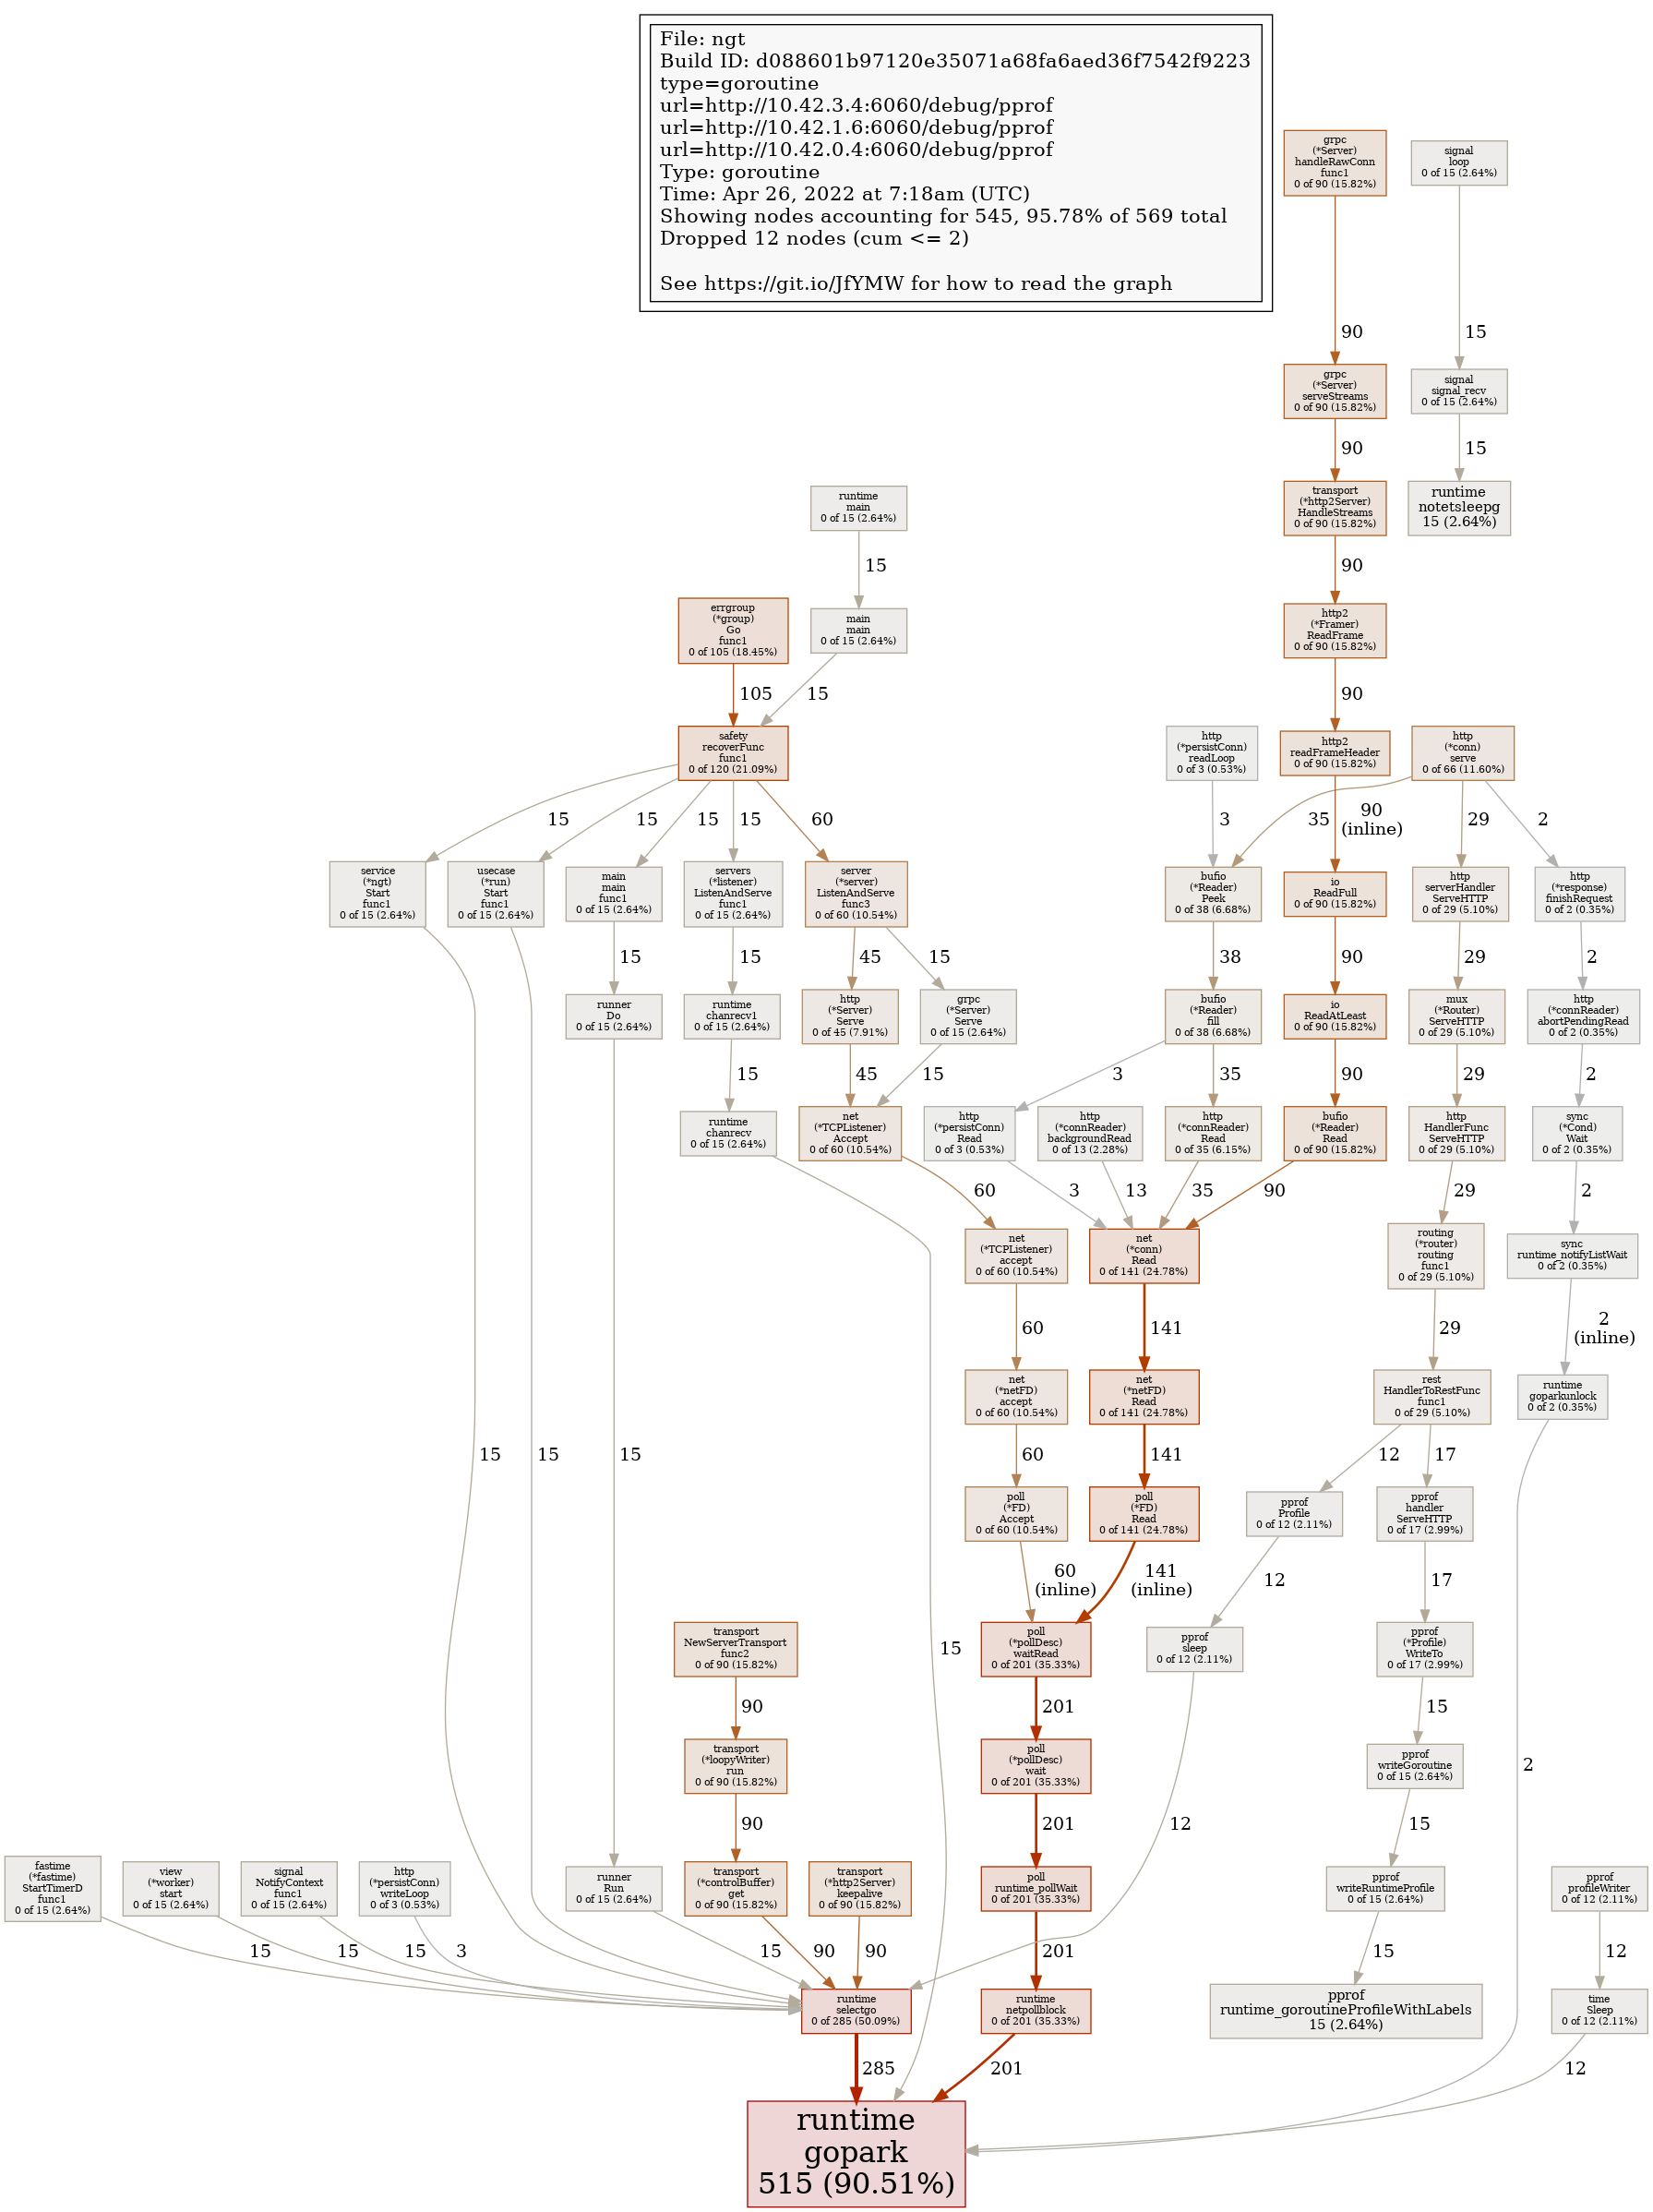 File: ngt
Build ID: d088601b97120e35071a68fa6aed36f7542f9223
type=goroutine
url=http://10.42.3.4:6060/debug/pprof
url=http://10.42.1.6:6060/debug/pprof
url=http://10.42.0.4:6060/debug/pprof
Type: goroutine
Time: Apr 26, 2022 at 7:18am (UTC)
Showing nodes accounting for 545, 95.78% of 569 total
Dropped 12 nodes (cum <= 2)
See https://git.io/JfYMW for how to read the graph
grpc
(*Server)
handleRawConn
func1
0 of 90 (15.82%)
signal
loop
0 of 15 (2.64%)
90
15
grpc
(*Server)
serveStreams
0 of 90 (15.82%)
signal
signal_recv
0 of 15 (2.64%)
90
15
transport
(*http2Server)
HandleStreams
0 of 90 (15.82%)
runtime
notetsleepg
15 (2.64%)
runtime
main
0 of 15 (2.64%)
15
90
errgroup
(*group)
Go
func1
0 of 105 (18.45%)
main
main
0 of 15 (2.64%)
http2
(*Framer)
ReadFrame
0 of 90 (15.82%)
105
15
90
safety
recoverFunc
func1
0 of 120 (21.09%)
http
(*persistConn)
readLoop
0 of 3 (0.53%)
http2
readFrameHeader
0 of 90 (15.82%)
http
(*conn)
serve
0 of 66 (11.60%)
15
15
15
15
60
3
35
90
(inline)
29
2
service
(*ngt)
Start
func1
0 of 15 (2.64%)
usecase
(*run)
Start
func1
0 of 15 (2.64%)
main
main
func1
0 of 15 (2.64%)
servers
(*listener)
ListenAndServe
func1
0 of 15 (2.64%)
server
(*server)
ListenAndServe
func3
0 of 60 (10.54%)
bufio
(*Reader)
Peek
0 of 38 (6.68%)
io
ReadFull
0 of 90 (15.82%)
http
serverHandler
ServeHTTP
0 of 29 (5.10%)
http
(*response)
finishRequest
0 of 2 (0.35%)
15
15
45
15
38
90
29
2
runner
Do
0 of 15 (2.64%)
runtime
chanrecv1
0 of 15 (2.64%)
http
(*Server)
Serve
0 of 45 (7.91%)
grpc
(*Server)
Serve
0 of 15 (2.64%)
bufio
(*Reader)
fill
0 of 38 (6.68%)
io
ReadAtLeast
0 of 90 (15.82%)
mux
(*Router)
ServeHTTP
0 of 29 (5.10%)
http
(*connReader)
abortPendingRead
0 of 2 (0.35%)
15
45
15
3
35
90
29
2
runtime
chanrecv
0 of 15 (2.64%)
net
(*TCPListener)
Accept
0 of 60 (10.54%)
http
(*persistConn)
Read
0 of 3 (0.53%)
http
(*connReader)
backgroundRead
0 of 13 (2.28%)
http
(*connReader)
Read
0 of 35 (6.15%)
bufio
(*Reader)
Read
0 of 90 (15.82%)
http
HandlerFunc
ServeHTTP
0 of 29 (5.10%)
sync
(*Cond)
Wait
0 of 2 (0.35%)
60
3
13
35
90
29
2
net
(*TCPListener)
accept
0 of 60 (10.54%)
net
(*conn)
Read
0 of 141 (24.78%)
routing
(*router)
routing
func1
0 of 29 (5.10%)
sync
runtime_notifyListWait
0 of 2 (0.35%)
60
141
29
2
(inline)
net
(*netFD)
accept
0 of 60 (10.54%)
net
(*netFD)
Read
0 of 141 (24.78%)
rest
HandlerToRestFunc
func1
0 of 29 (5.10%)
runtime
goparkunlock
0 of 2 (0.35%)
15
15
15
60
141
12
17
poll
(*FD)
Accept
0 of 60 (10.54%)
poll
(*FD)
Read
0 of 141 (24.78%)
pprof
Profile
0 of 12 (2.11%)
pprof
handler
ServeHTTP
0 of 17 (2.99%)
60
(inline)
141
(inline)
12
17
transport
NewServerTransport
func2
0 of 90 (15.82%)
15
poll
(*pollDesc)
waitRead
0 of 201 (35.33%)
pprof
sleep
0 of 12 (2.11%)
pprof
(*Profile)
WriteTo
0 of 17 (2.99%)
90
201
15
transport
(*loopyWriter)
run
0 of 90 (15.82%)
poll
(*pollDesc)
wait
0 of 201 (35.33%)
pprof
writeGoroutine
0 of 15 (2.64%)
2
90
201
12
15
fastime
(*fastime)
StartTimerD
func1
0 of 15 (2.64%)
view
(*worker)
start
0 of 15 (2.64%)
signal
NotifyContext
func1
0 of 15 (2.64%)
http
(*persistConn)
writeLoop
0 of 3 (0.53%)
runner
Run
0 of 15 (2.64%)
transport
(*controlBuffer)
get
0 of 90 (15.82%)
transport
(*http2Server)
keepalive
0 of 90 (15.82%)
poll
runtime_pollWait
0 of 201 (35.33%)
pprof
writeRuntimeProfile
0 of 15 (2.64%)
pprof
profileWriter
0 of 12 (2.11%)
15
15
15
3
15
90
90
201
15
12
runtime
selectgo
0 of 285 (50.09%)
runtime
netpollblock
0 of 201 (35.33%)
pprof
runtime_goroutineProfileWithLabels
15 (2.64%)
time
Sleep
0 of 12 (2.11%)
285
201
12
runtime
gopark
515 (90.51%)